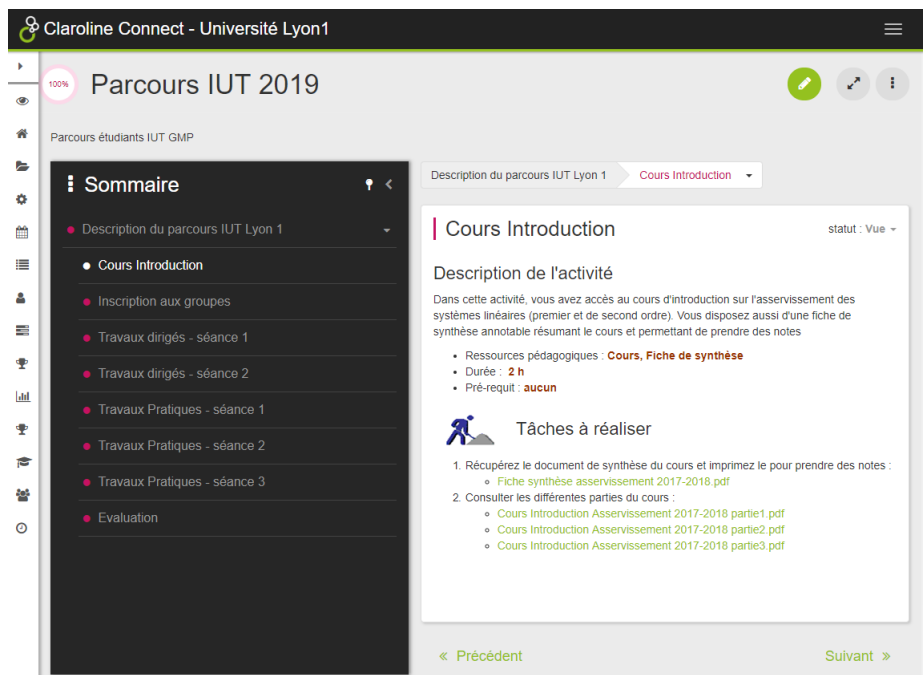 Claroline Connect - Université Lyon1
100%
Parcours IUT 2019
Parcours étudiants IUT GMP
Sommaire
Description du parcours IUT Lyon 1
Cours Introduction
Inscription aux groupes
Travaux dirigés - séance 1
Travaux dirigés - séance 2
Travaux Pratiques - séance 1
Travaux Pratiques - séance 2
Travaux Pratiques - séance 3
Evaluation
Description du parcours IUT Lyon 1 Cours Introduction
Cours Introduction statut : Vue
Description de l'activité
Dans cette activité, vous avez accès au cours d'introduction sur l'asservissement des
systèmes linéaires (premier et de second ordre). Vous disposez aussi d'une fiche de
synthèse annotable résumant le cours et permettant de prendre des notes
Ressources pédagogiques : Cours, Fiche de synthèse
Durée : 2 h
Pré-requit : aucun
Tâches à réaliser
1. Récupérez le document de synthèse du cours et imprimez le pour prendre des notes :
Fiche synthèse asservissement 2017-2018.pdf
2. Consulter les différentes parties du cours :
Cours Introduction Asservissement 2017-2018 partie1.pdf
Cours Introduction Asservissement 2017-2018 partie2.pdf
Cours Introduction Asservissement 2017-2018 partie3.pdf
« Précédent Suivant »